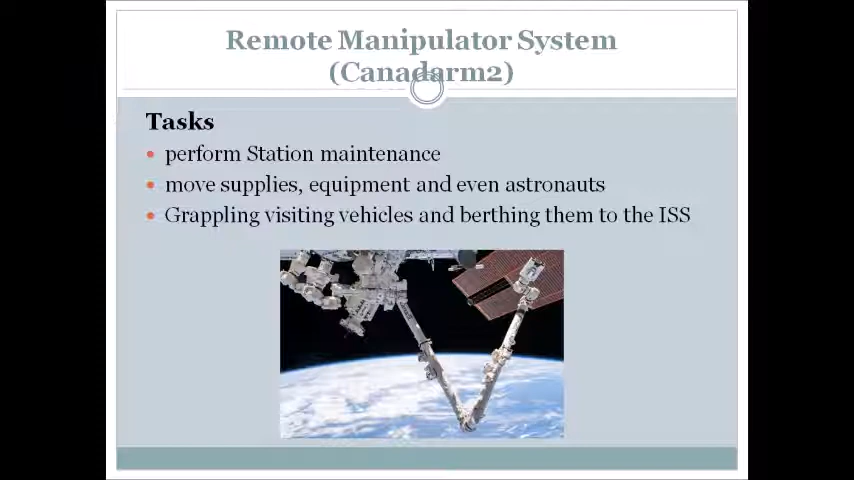 Remote Manipulator System
(Canadarm2)
Tasks
perform Station maintenance
move supplies, equipment and even astronauts
Grappling visiting vehicles and berthing them to the ISS